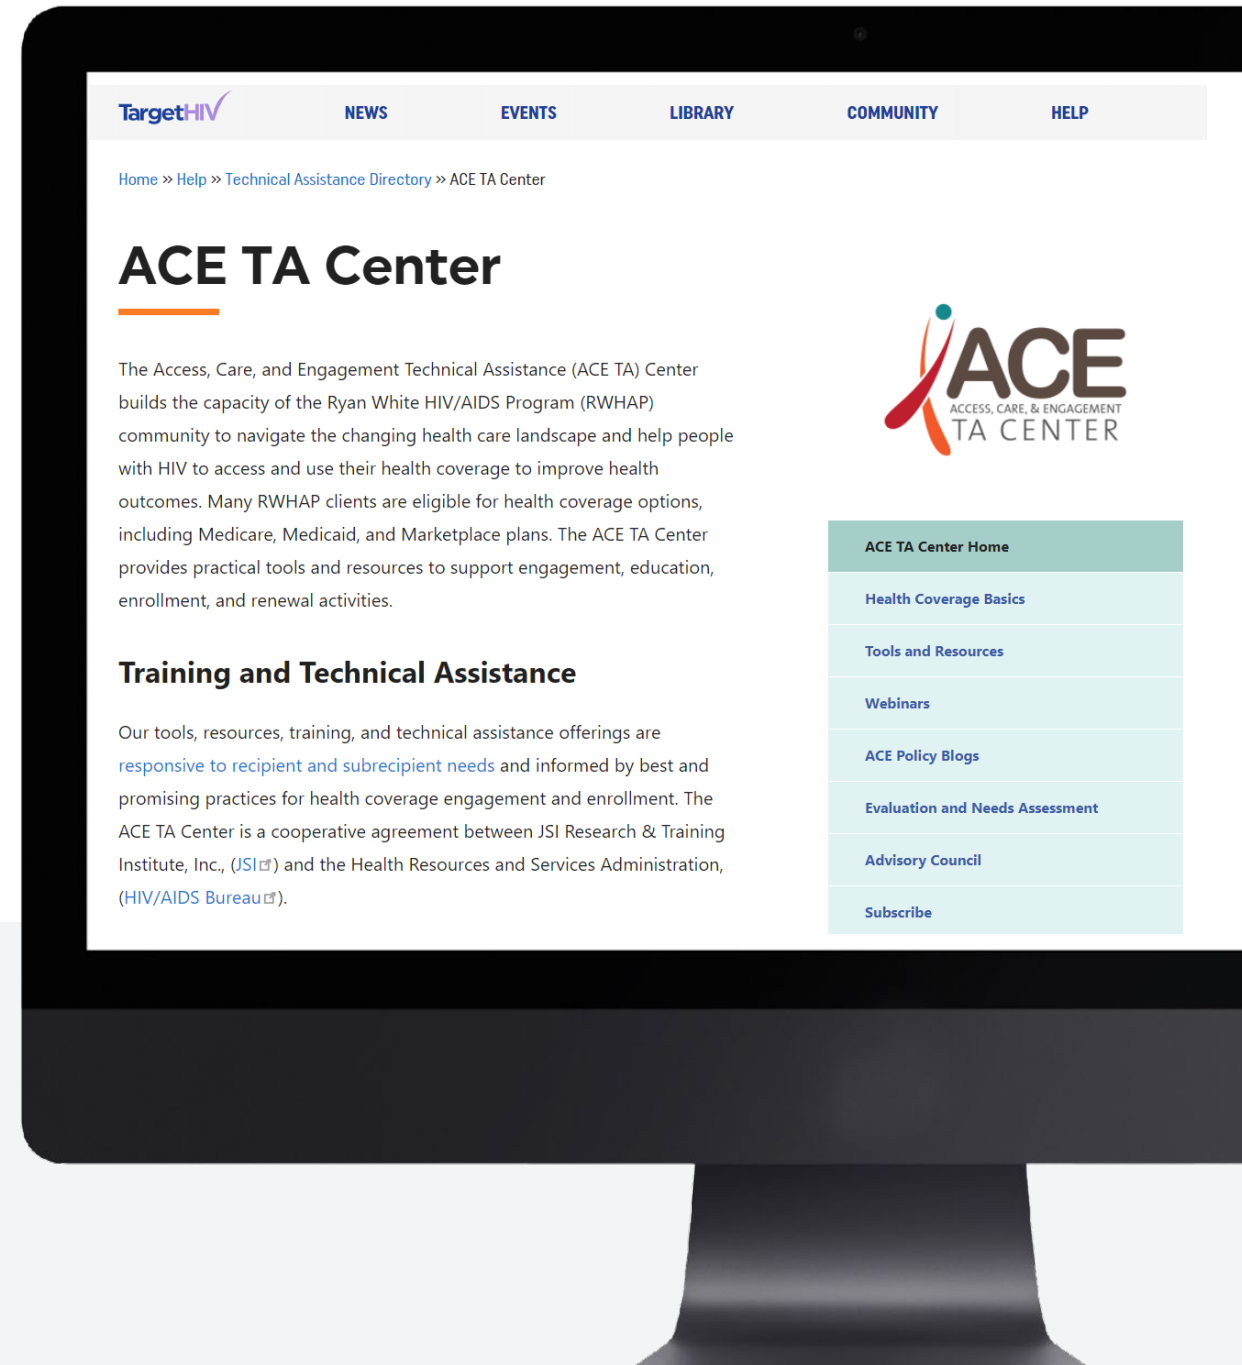 TargetHIV
NEWS
EVENTS
LIBRARY
COMMUNITY
HELP
Home » Help » Technical Assistance Directory » ACE TA Center
ACE TA Center
The Access, Care, and Engagement Technical Assistance (ACE TA) Center
builds the capacity of the Ryan White HIV/AIDS Program (RWHAP)
community to navigate the changing health care landscape and help people
with HIV to access and use their health coverage to improve health
outcomes. Many RWHAP clients are eligible for health coverage options,
including Medicare, Medicaid, and Marketplace plans. The ACE TA Center
provides practical tools and resources to support engagement, education,
enrollment, and renewal activities.
Training and Technical Assistance
Our tools, resources, training, and technical assistance offerings are
responsive to recipient and subrecipient needs and informed by best and
promising practices for health coverage engagement and enrollment. The
ACE TA Center is a cooperative agreement between JSI Research & Training
Institute, Inc., (JSI) and the Health Resources and Services Administration,
(HIV/AIDS Bureau).
ACE
ACCESS, CARE, & ENGAGEMENT
TA CENTER
ACE TA Center Home
Health Coverage Basics
Tools and Resources
Webinars
ACE Policy Blogs
Evaluation and Needs Assessment
Advisory Council
Subscribe